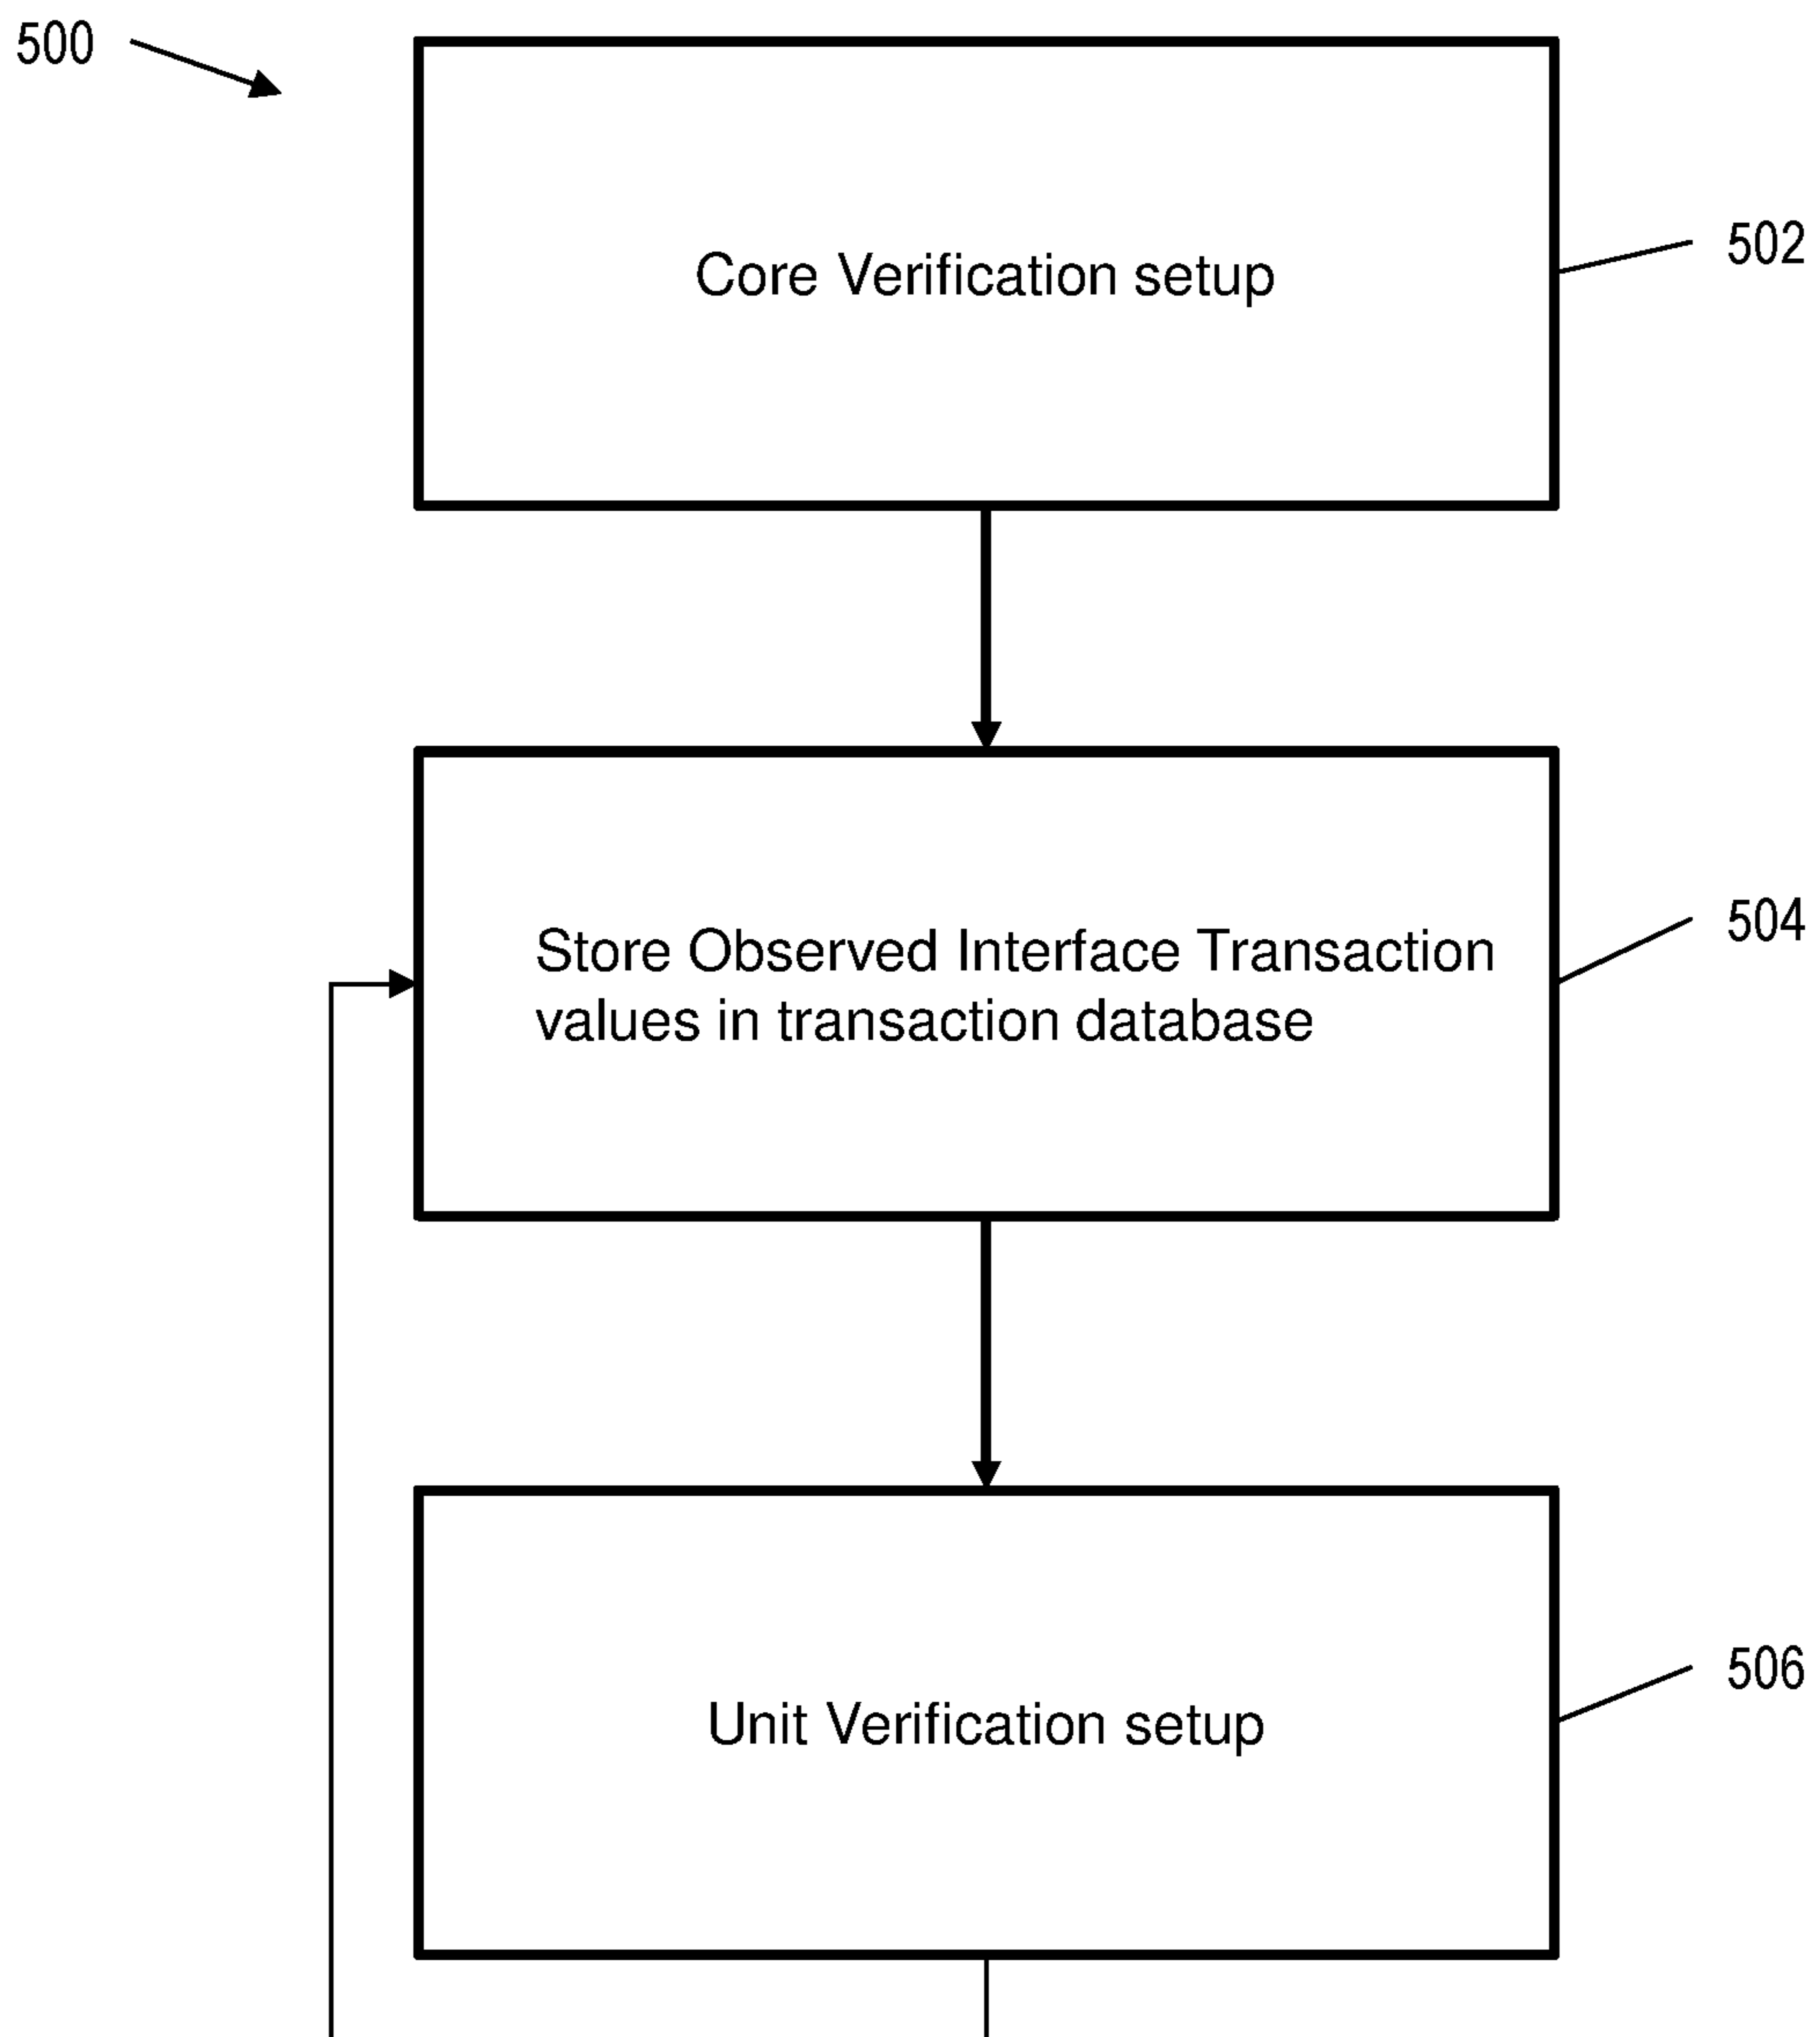 500
Core Verification setup
502
Store Observed Interface Transaction
values in transaction database
504
Unit Verification setup
506